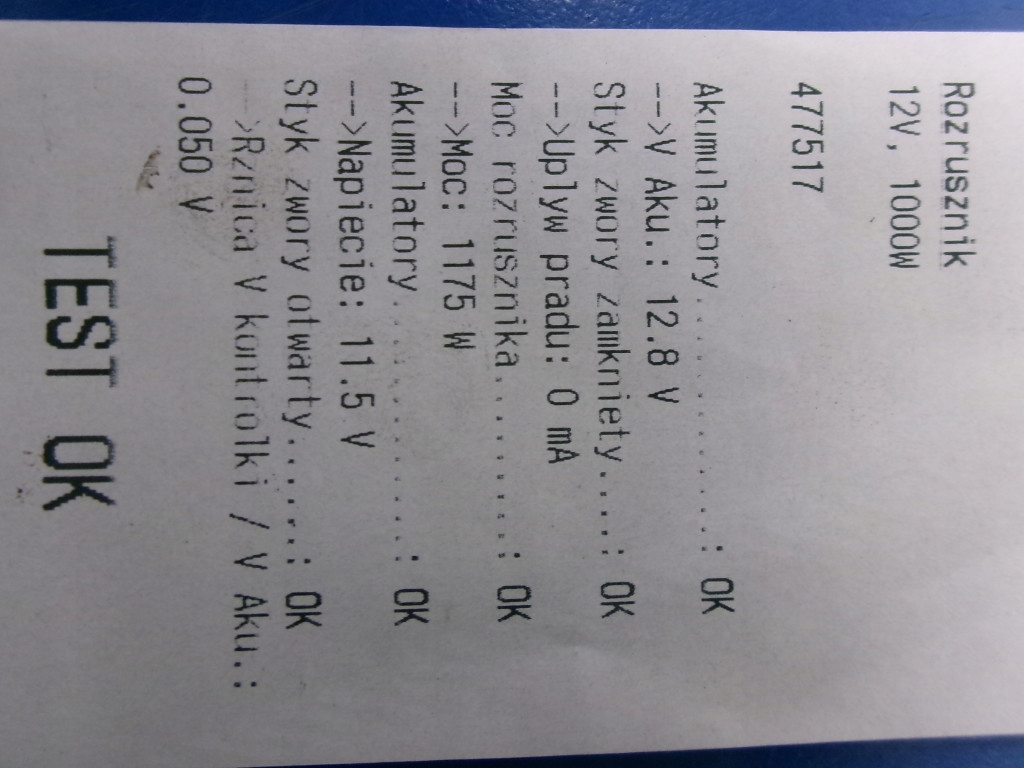 Rozrusznik
12V, 1000W
477517
Akumulatory..........: OK
-->V Aku.: 12.8 V
Styk zwory zamkniety....: OK
-->Uplyw pradu: 0 mA
Moc rozrusznika........: OK
-->Moc: 1175 W
Akumulatory..........: OK
-->Napiecie: 11.5 V
Styk zwory otwarty.....: OK
-->Rznica V kontrolki / V Aku.:
0.050 V
TEST OK